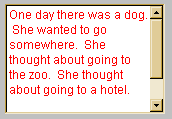 One day there was a dog.
She wanted to go
somewhere. She
thought about going to
the zoo. She thought
about going to a hotel.